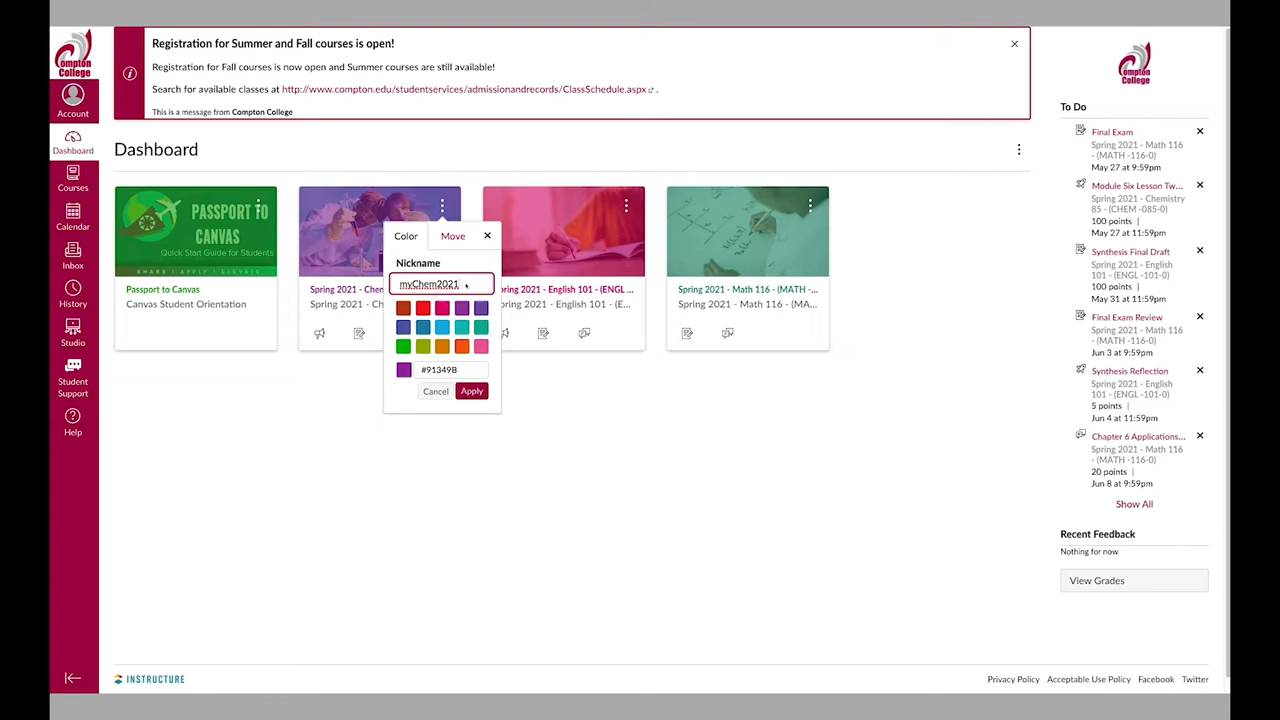 Compton
College
Account
Dashboard
Courses
Calendar
Inbox
History
Studio
Student
Support
Help
Registration for Summer and Fall courses is open!
Registration for Fall courses is now open and Summer courses are still available!
Search for available classes at http://www.compton.edu/studentservices/admissionandrecords/ClassSchedule.aspx .
This is a message from Compton College
Dashboard
PASSPORT TO
CANVAS
Quick Start Guide for Students
SHARE | APPLY | ELEVATE
Passport to Canvas
Canvas Student Orientation
Spring 2021 - Che
Spring 2021 - Che
Color
Move
Nickname
myChem2021
#91349B
Cancel
Apply
ring 2021 - English 101 - (ENGL -...
ring 2021 - English 101 - (E...
Spring 2021 - Math 116 - (MATH -...
Spring 2021 - Math 116 - (MA...
Compton
College
To Do
Final Exam
Spring 2021 - Math 116
- (MATH -116-0)
May 27 at 9:59pm
Module Six Lesson Tw...
Spring 2021 - Chemistry
85 - (CHEM -085-0)
100 points |
May 27 at 11:59pm
Synthesis Final Draft
Spring 2021 - English
101 - (ENGL -101-0)
100 points |
May 31 at 11:59pm
Final Exam Review
Spring 2021 - Math 116
- (MATH -116-0)
Jun 3 at 9:59pm
Synthesis Reflection
Spring 2021 - English
101 - (ENGL -101-0)
5 points |
Jun 4 at 11:59pm
Chapter 6 Applications...
Spring 2021 - Math 116
- (MATH -116-0)
20 points |
Jun 8 at 9:59pm
Show All
Recent Feedback
Nothing for now
View Grades
INSTRUCTURE
Privacy Policy
Acceptable Use Policy
Facebook
Twitter